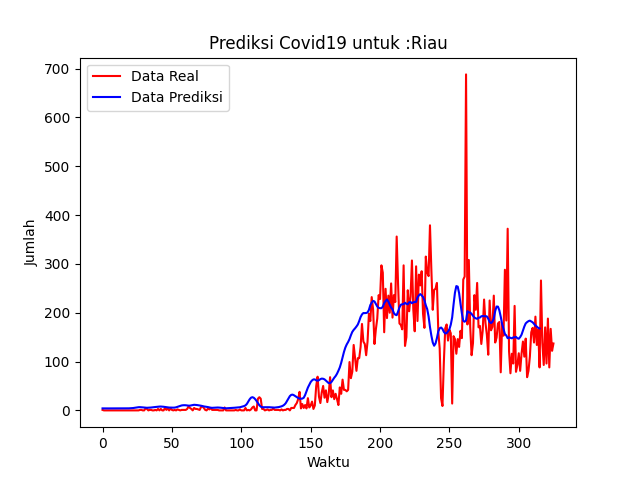 Prediksi Covid19 untuk :Riau
Data Real
Data Prediksi
700
600
500
400
300
200
100
0
Jumlah
0 50 100 150 200 250 300
Waktu